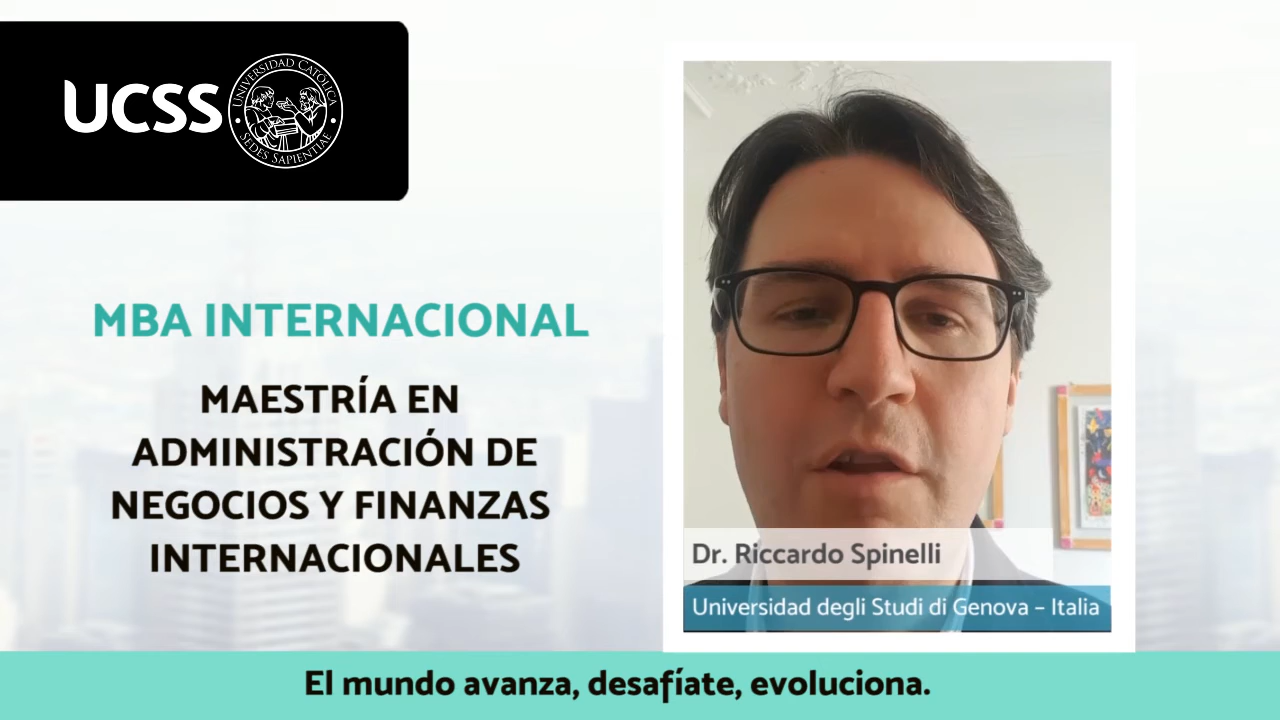 UCSS
UNIVERSIDAD CATÓLICA
SEDES SAPIENTIAE
MBA INTERNACIONAL
MAESTRÍA EN
ADMINISTRACIÓN DE
NEGOCIOS Y FINANZAS
INTERNACIONALES
Dr. Riccardo Spinelli
Universidad degli Studi di Genova – Italia
El mundo avanza, desafíate, evoluciona.